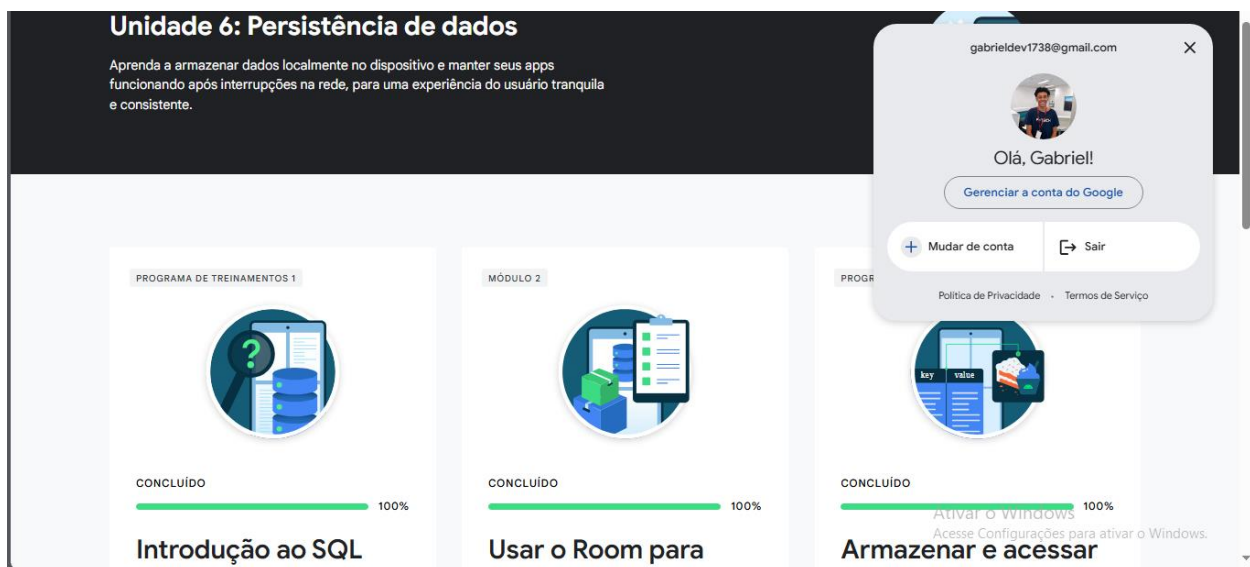 Unidade 6: Persistência de dados
Aprenda a armazenar dados localmente no dispositivo e manter seus apps
funcionando após interrupções na rede, para uma experiência do usuário tranquila
e consistente.
gabrieldev1738@gmail.com
Olá, Gabriel!
Gerenciar a conta do Google
Mudar de conta
Sair
Política de Privacidade · Termos de Serviço
PROGRAMA DE TREINAMENTOS 1
MÓDULO 2
?
key value
CONCLUÍDO
100%
CONCLUÍDO
100%
CONCLUÍDO
100%
Introdução ao SQL
Usar o Room para
Armazenar e acessar
Ativar o Windows
Acesse Configurações para ativar o Windows.